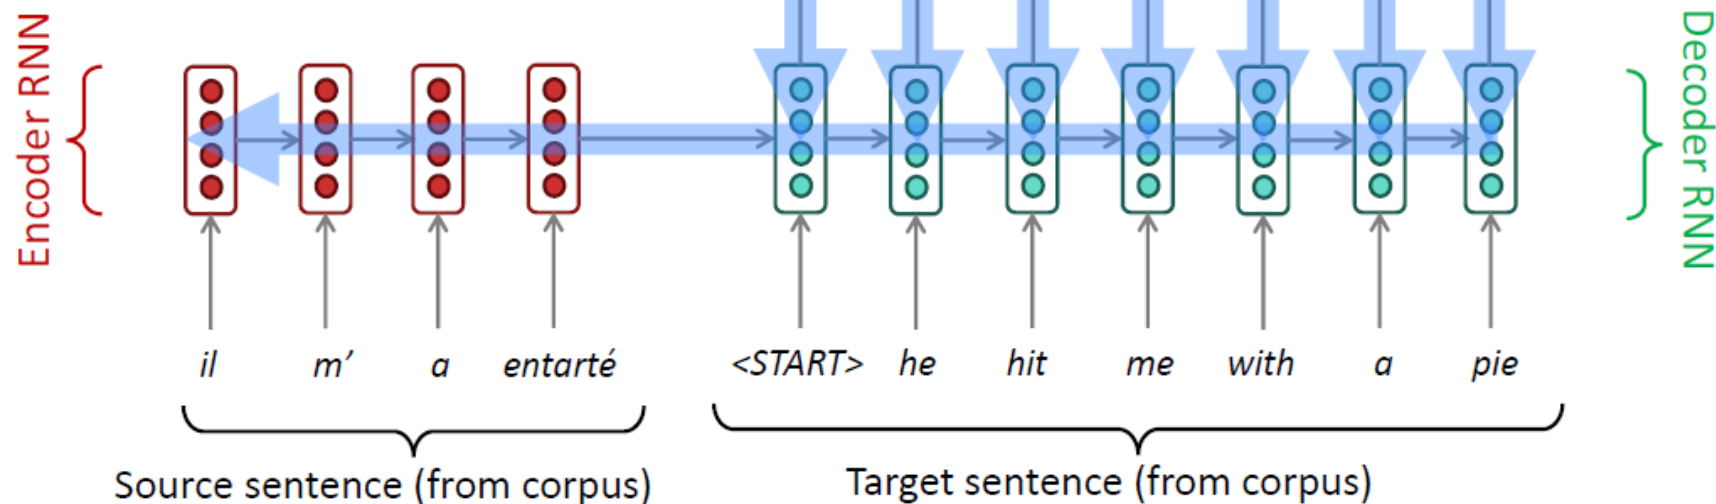 Encoder RNN
Decoder RNN
il m’ a entarté <START> he hit me with a pie
Source sentence (from corpus) Target sentence (from corpus)